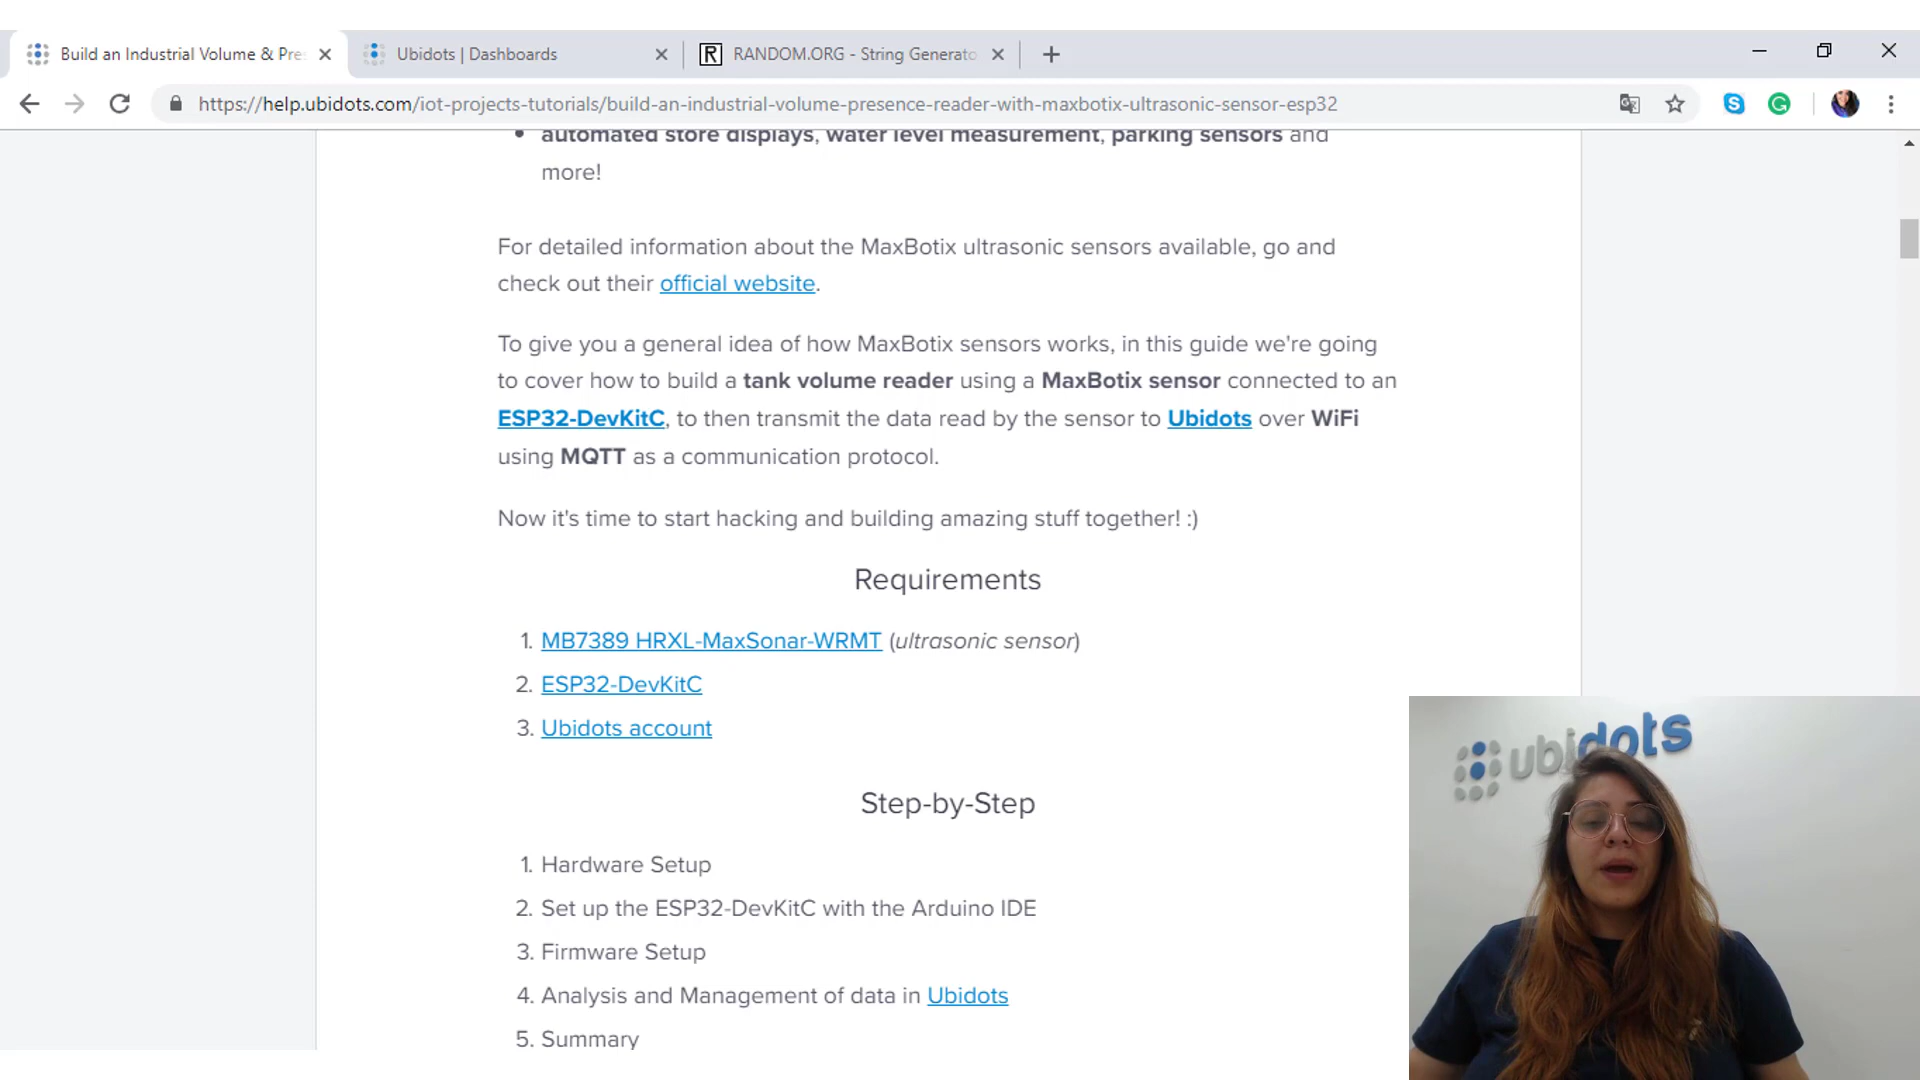 Build an Industrial Volume & Pre
Ubidots | Dashboards
RANDOM.ORG - String Generato
https://help.ubidots.com/iot-projects-tutorials/build-an-industrial-volume-presence-reader-with-maxbotix-ultrasonic-sensor-esp32
automated store displays, water level measurement, parking sensors and
more!
For detailed information about the MaxBotix ultrasonic sensors available, go and
check out their official website.
To give you a general idea of how MaxBotix sensors works, in this guide we're going
to cover how to build a tank volume reader using a MaxBotix sensor connected to an
ESP32-DevKitC, to then transmit the data read by the sensor to Ubidots over WiFi
using MQTT as a communication protocol.
Now it's time to start hacking and building amazing stuff together! :)
Requirements
1. MB7389 HRXL-MaxSonar-WRMT (ultrasonic sensor)
2. ESP32-DevKitC
3. Ubidots account
Step-by-Step
1. Hardware Setup
2. Set up the ESP32-DevKitC with the Arduino IDE
3. Firmware Setup
4. Analysis and Management of data in Ubidots
5. Summary
ubidots